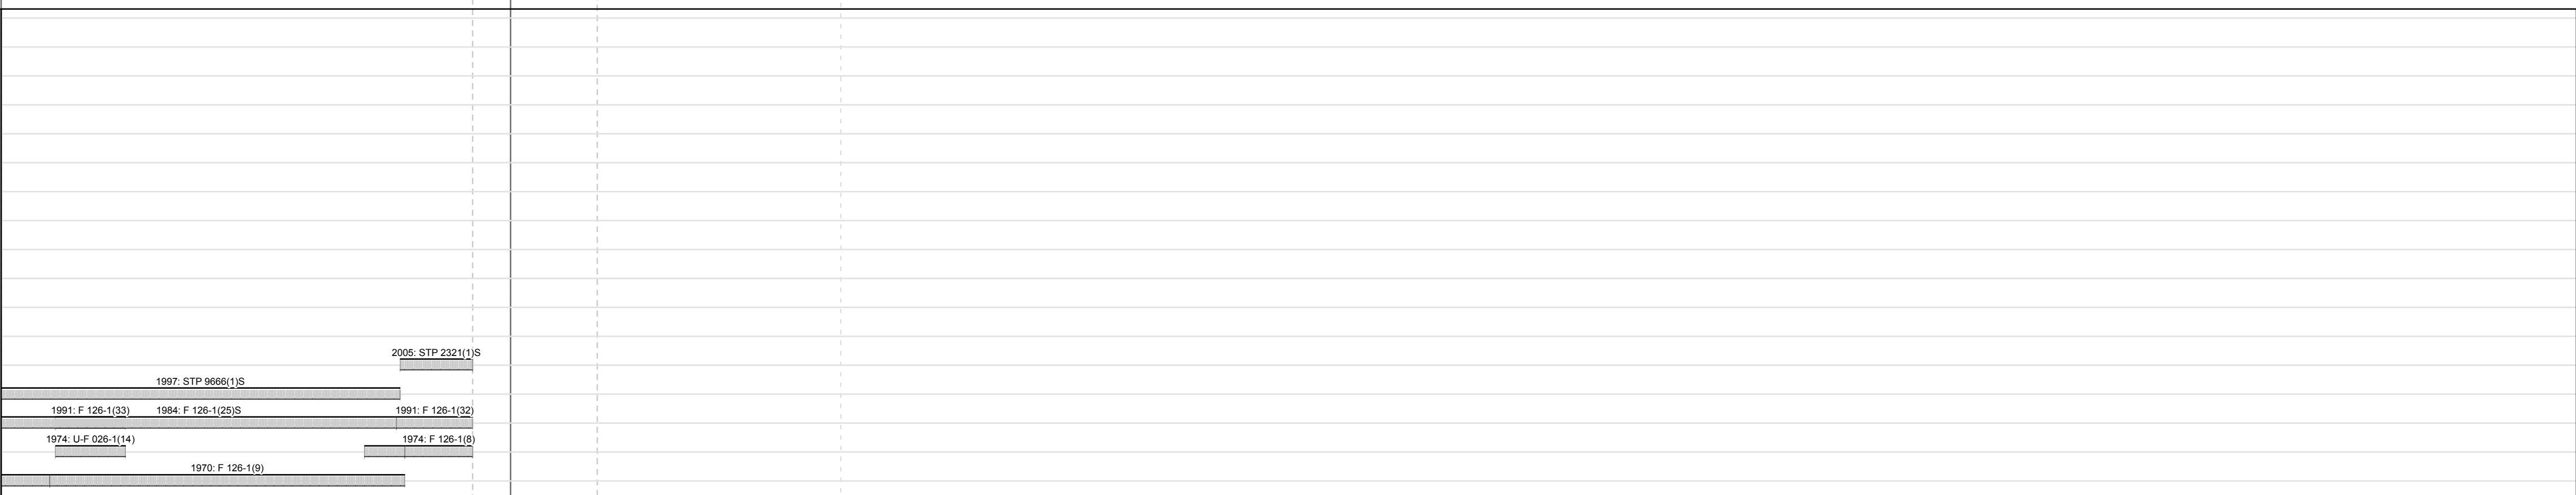 2005: STP 2321(1)S
1997: STP 9666(1)S
1991: F 126-1(33) 1984: F 126-1(25)S 1991: F 126-1(32)
1974: U-F 026-1(14) 1974: F 126-1(8)
1970: F 126-1(9)